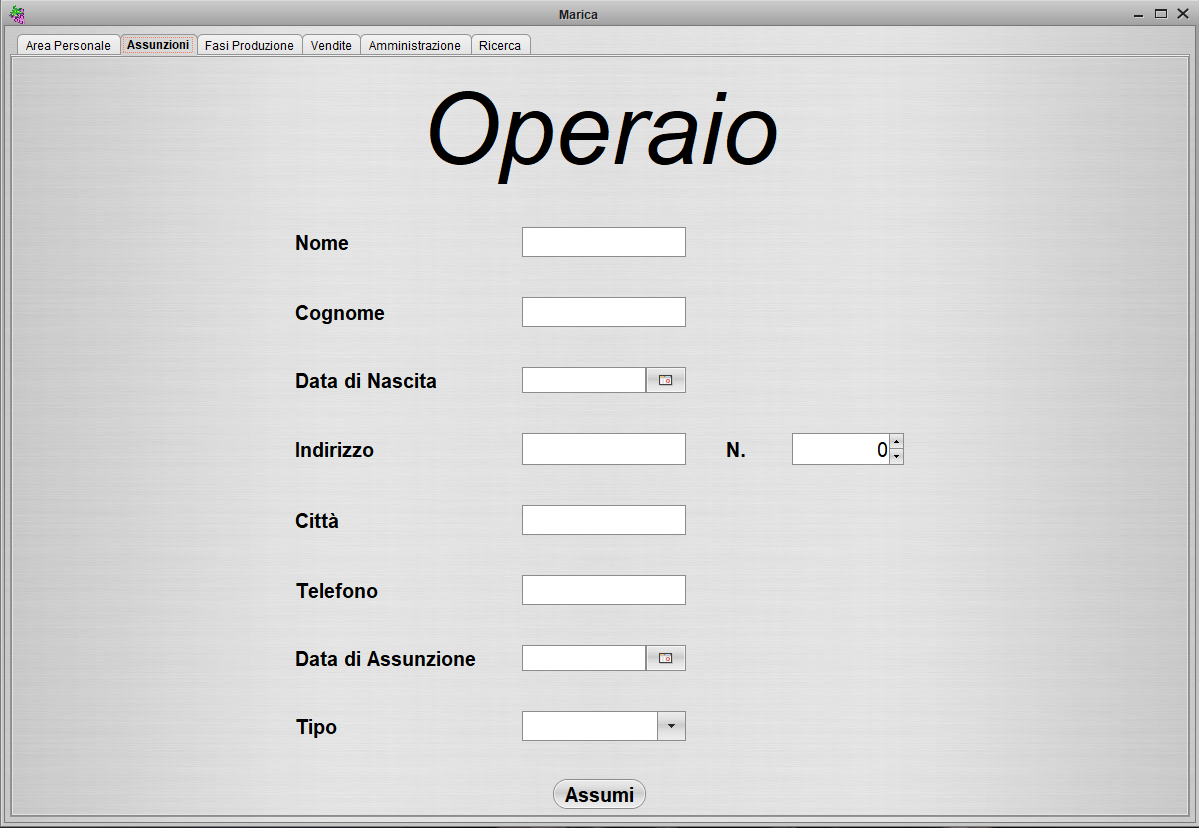 Marica
Area Personale Assunzioni Fasi Produzione Vendite Amministrazione Ricerca
Operaio
Nome
Cognome
Data di Nascita
Indirizzo N. 0
Città
Telefono
Data di Assunzione
Tipo
Assumi